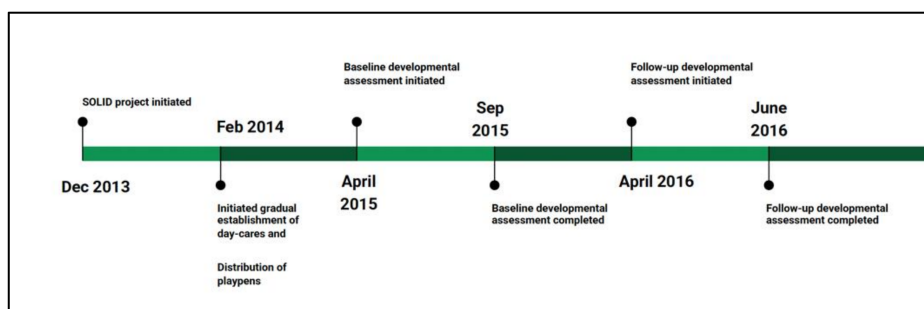 SOLID project initiated
Dec 2013
Feb 2014
Initiated gradual
establishment of
day-cares and
Distribution of
playpens
Baseline developmental
assessment initiated
April
2015
Sep
2015
Baseline developmental
assessment completed
Follow-up developmental
assessment initiated
April 2016
June
2016
Follow-up developmental
assessment completed